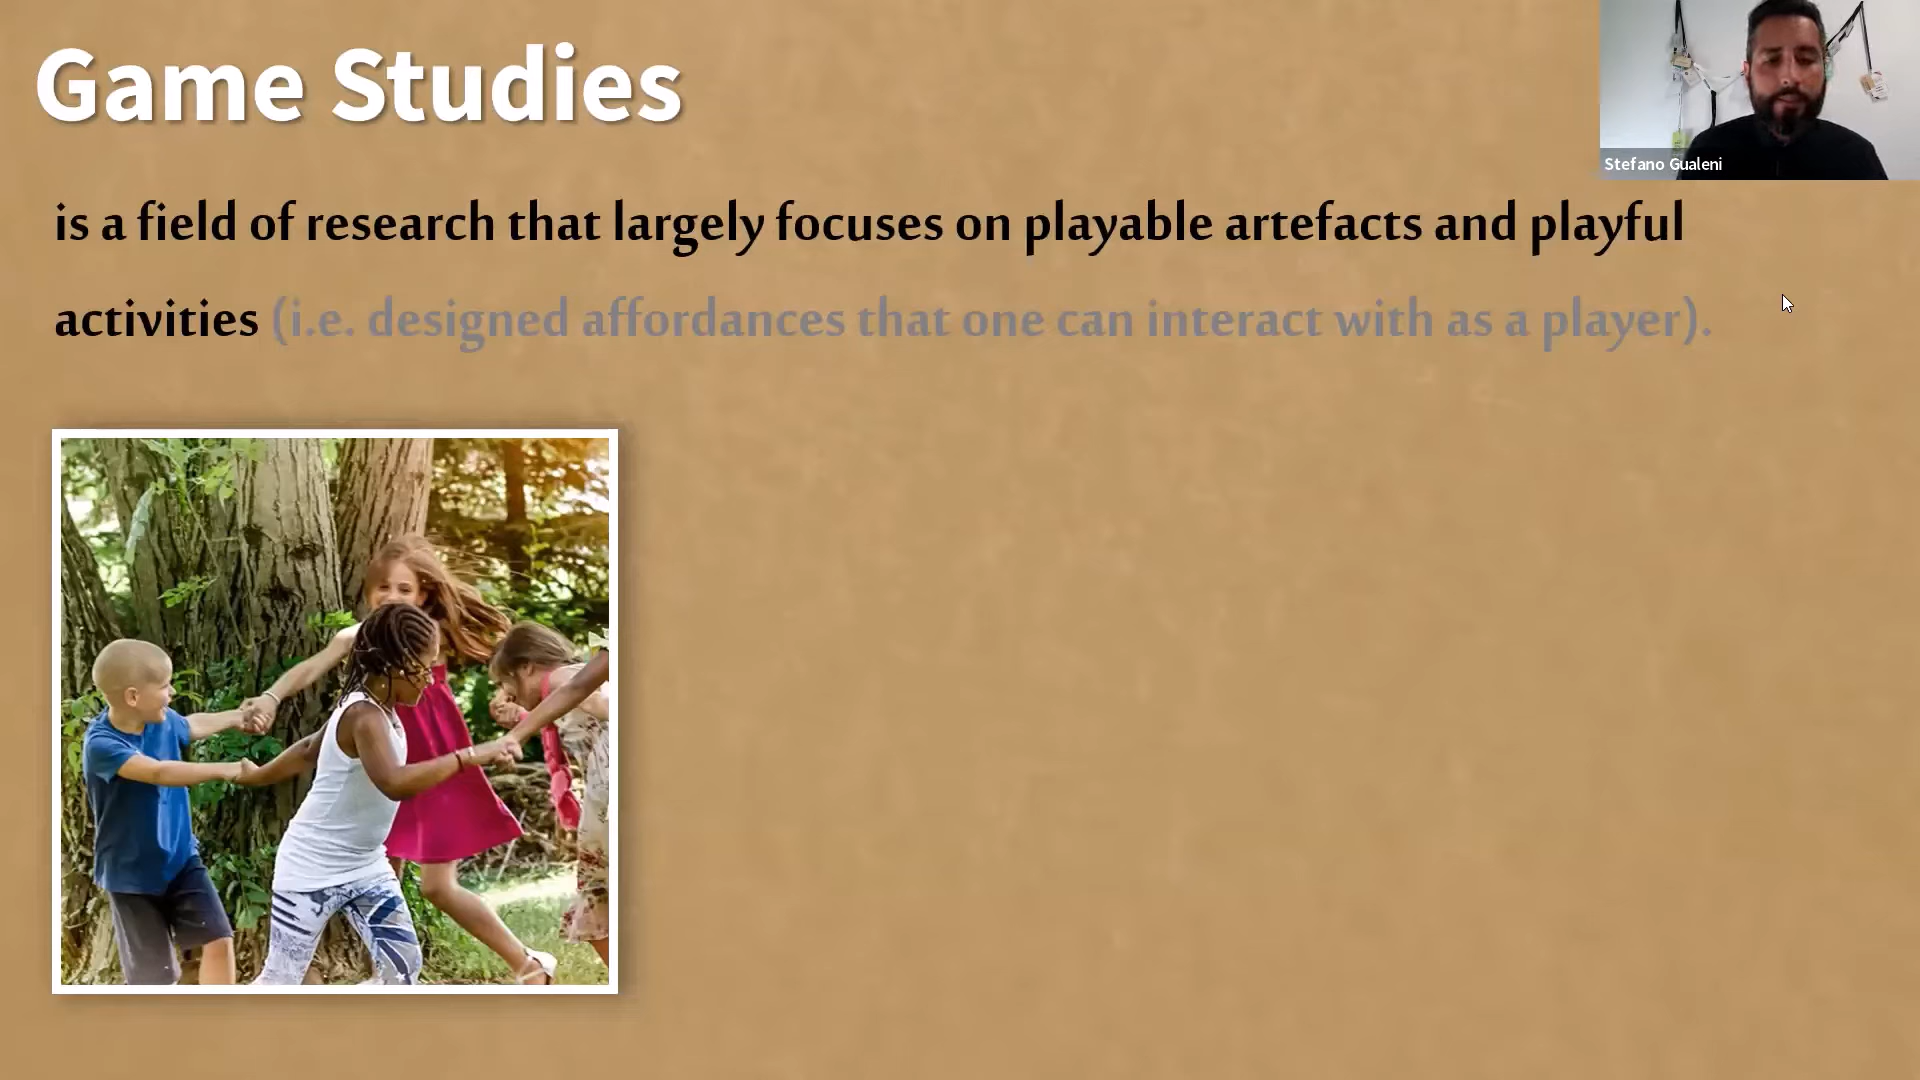 Game Studies
Stefano Gualeni
is a field of research that largely focuses on playable artefacts and playful
activities (i.e. designed affordances that one can interact with as a player).